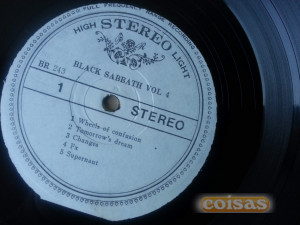 FULL FREQUENCY RANGE RECORDING
HIGH STEREO LIGHT
BLACK SABBATH VOL 4
BR 243
1
STEREO
1 Wheels of confusion
2 Tomorrow's dream
3 Changes
4 Fx
5 Supernaut
coisas